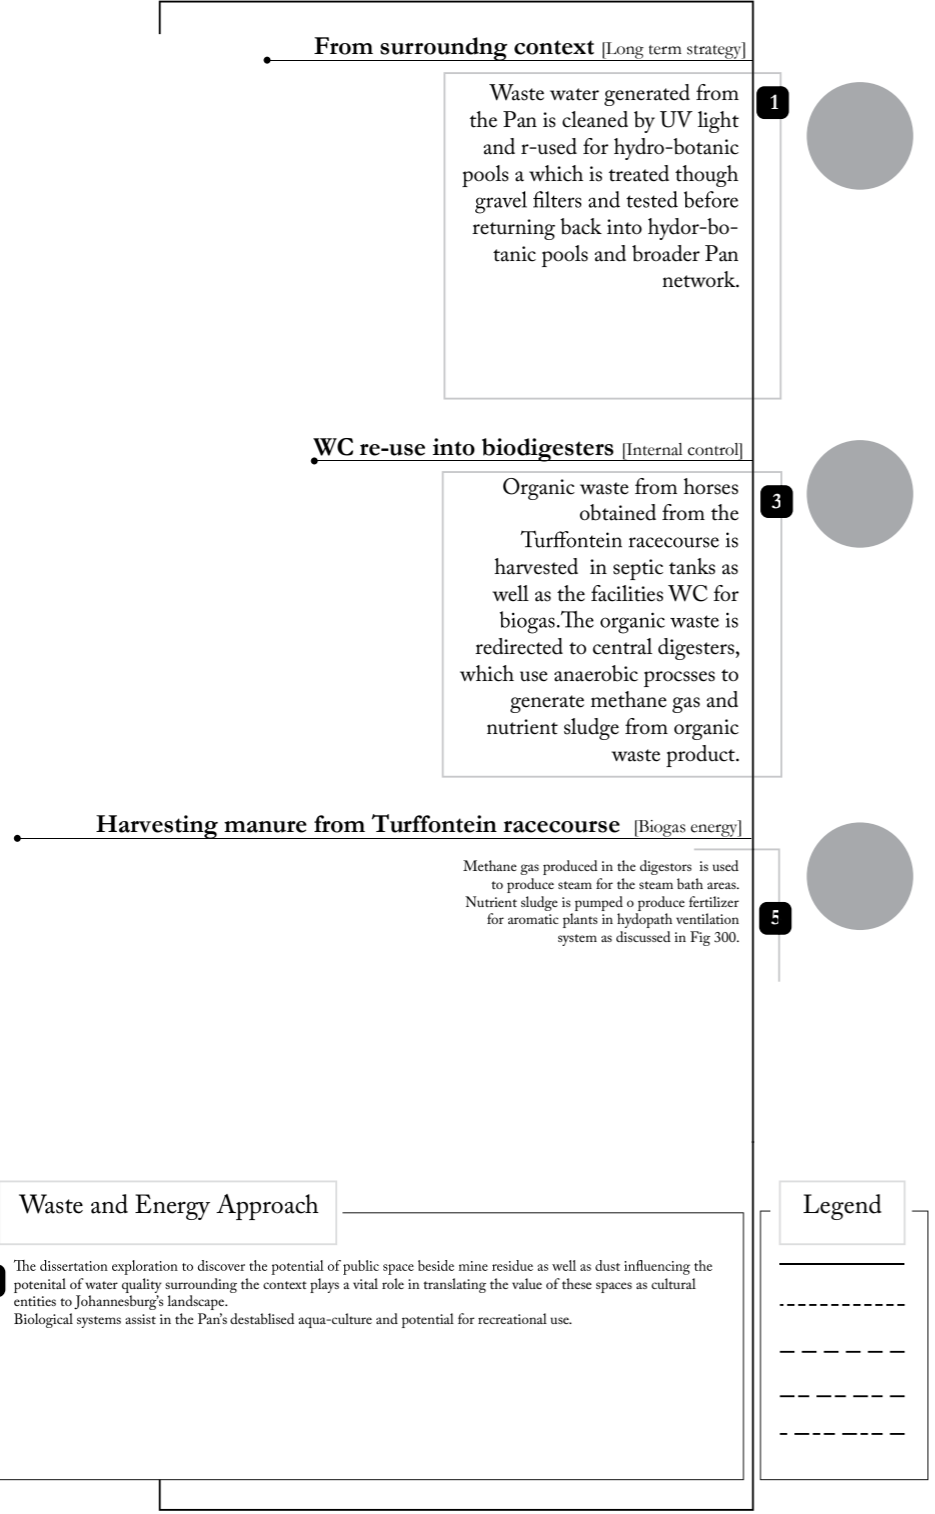 From surroundng context [Long term strategy]
Waste water generated from
the Pan is cleaned by UV light
and r-used for hydro-botanic
pools a which is treated though
gravel filters and tested before
returning back into hydor-bo-
tanic pools and broader Pan
network.
1
WC re-use into biodigesters [Internal control]
Organic waste from horses
obtained from the
Turffontein racecourse is
harvested  in septic tanks as
well as the facilities WC for
biogas.The organic waste is
redirected to central digesters,
which use anaerobic procsses to
generate methane gas and
nutrient sludge from organic
waste product.
3
Harvesting manure from Turffontein racecourse [Biogas energy]
Methane gas produced in the digestors  is used
to produce steam for the steam bath areas.
Nutrient sludge is pumped o produce fertilizer
for aromatic plants in hydopath ventilation
system as discussed in Fig 300.
5
Waste and Energy Approach
The dissertation exploration to discover the potential of public space beside mine residue as well as dust influencing the
potenital of water quality surrounding the context plays a vital role in translating the value of these spaces as cultural
entities to Johannesburg's landscape.
Biological systems assist in the Pan's destablised aqua-culture and potential for recreational use.
Legend